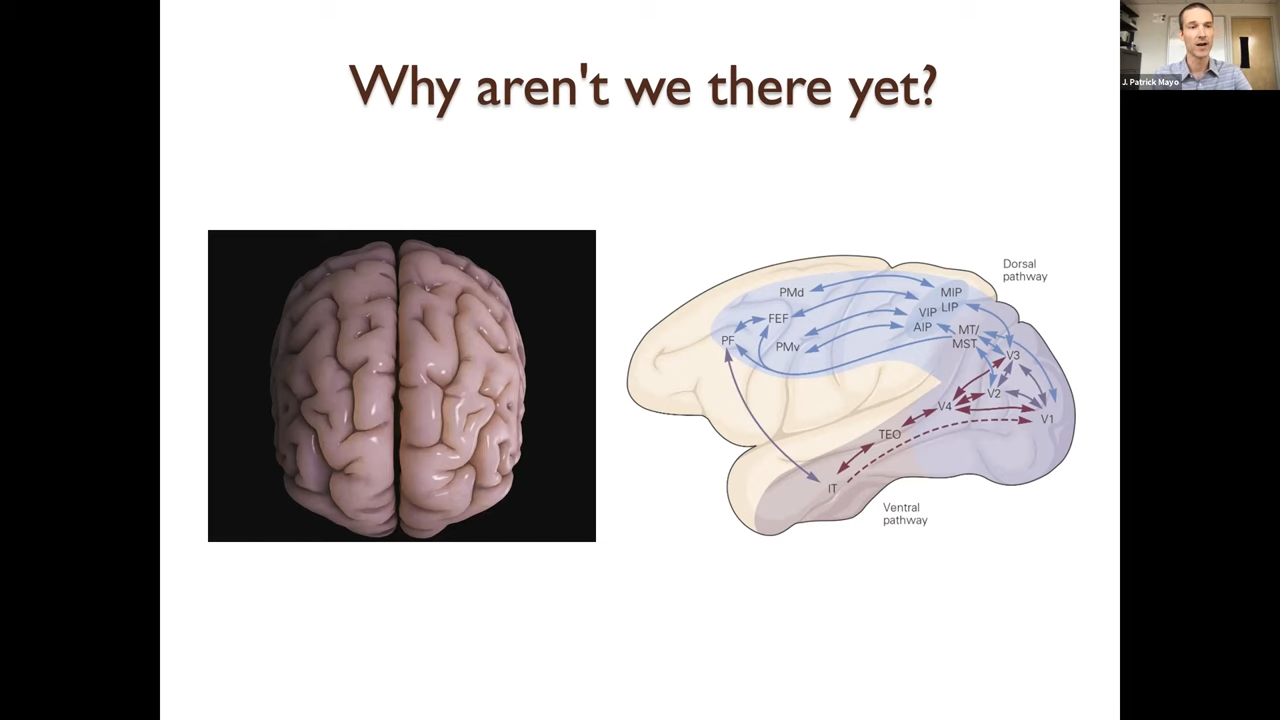 Why aren't we there yet?
J. Patrick Mayo
Dorsal
pathway
PMd
MIP
LIP
FEF
VIP
AIP
MT/
MST
PF
PMv
V3
V2
V4
V1
TEO
IT
Ventral
pathway